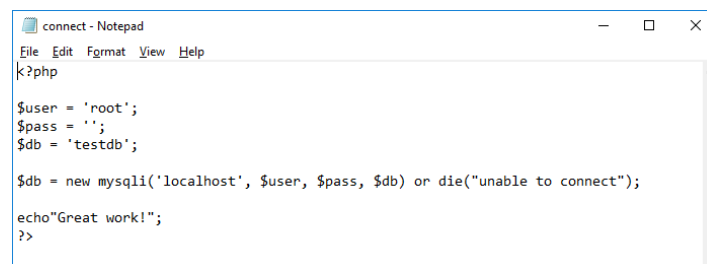 connect - Notepad
File Edit Format View Help
<?php
$user = 'root';
$pass = '';
$db = 'testdb';
$db = new mysqli('localhost', $user, $pass, $db) or die("unable to connect");
echo"Great work!";
?>